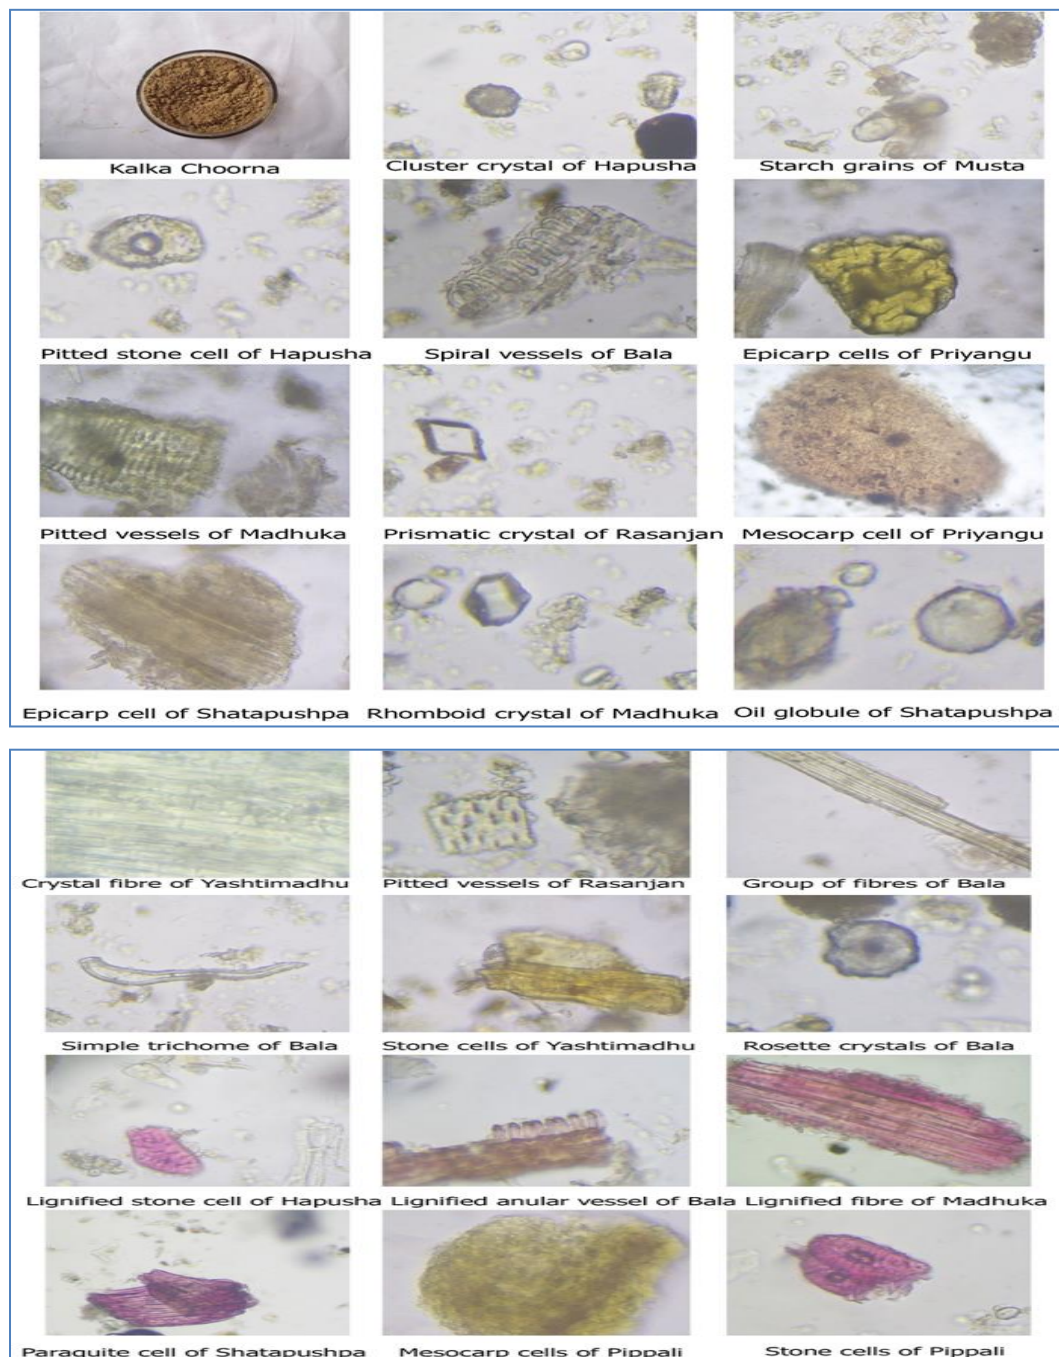 Kalka Choorna
Cluster crystal of Hapusha
Starch grains of Musta
Pitted stone cell of Hapusha
Spiral vessels of Bala
Epicarp cells of Priyangu
Pitted vessels of Madhuka
Prismatic crystal of Rasanjan
Mesocarp cell of Priyangu
Epicarp cell of Shatapushpa
Rhomboid crystal of Madhuka
Oil globule of Shatapushpa
Crystal fibre of Yashtimadhu
Pitted vessels of Rasanjan
Group of fibres of Bala
Simple trichome of Bala
Stone cells of Yashtimadhu
Rosette crystals of Bala
Lignified stone cell of Hapusha
Lignified anular vessel of Bala
Lignified fibre of Madhuka
Paraquite cell of Shatapushpa
Mesocarp cells of Pippali
Stone cells of Pippali